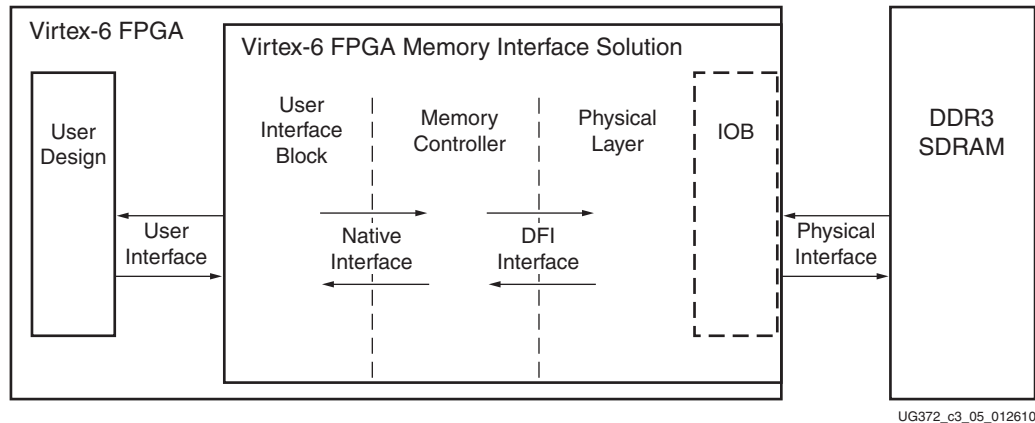 Virtex-6 FPGA
Virtex-6 FPGA Memory Interface Solution
User
Design
User
Interface
Block
Memory
Controller
Physical
Layer
IOB
DDR3
SDRAM
User
Interface
Native
Interface
DFI
Interface
Physical
Interface
UG372_c3_05_012610